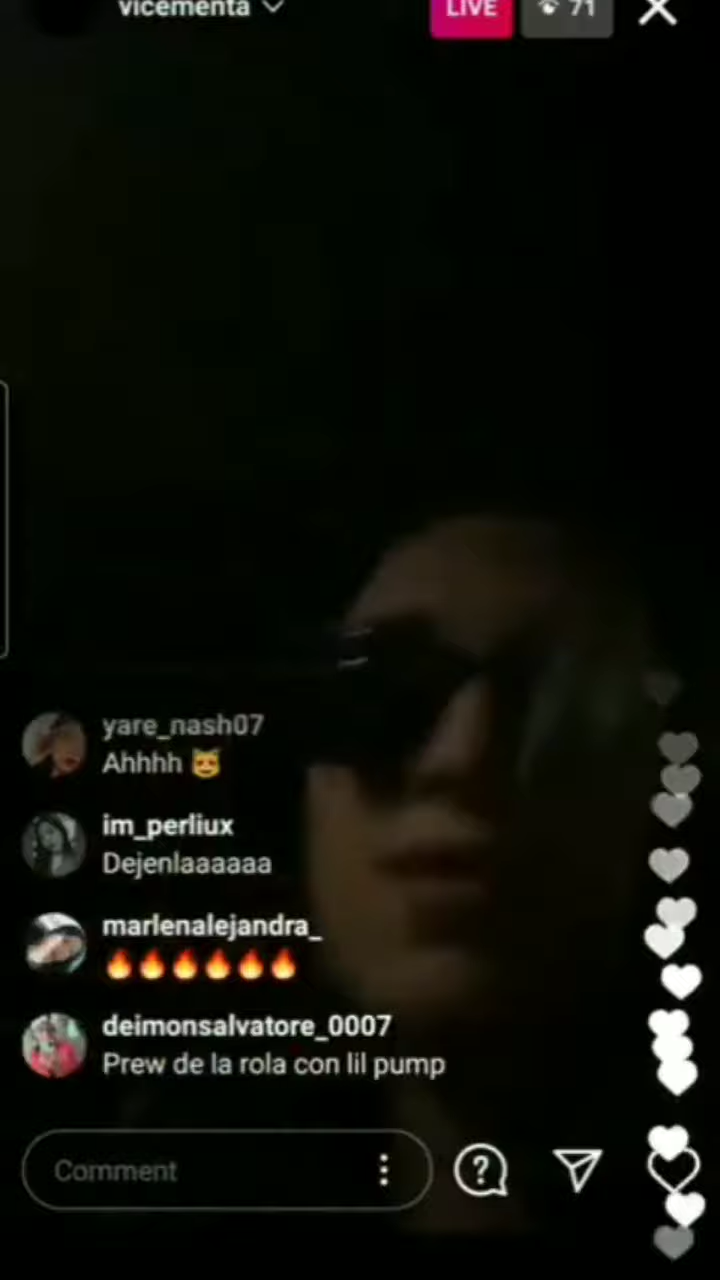 vicementa
LIVE
71
yare_nash07
Ahhhh 😻
im_perliux
Dejenlaaaaaa
marlenalejandra_
🔥🔥🔥🔥🔥🔥
deimonsalvatore_0007
Prew de la rola con lil pump
Comment